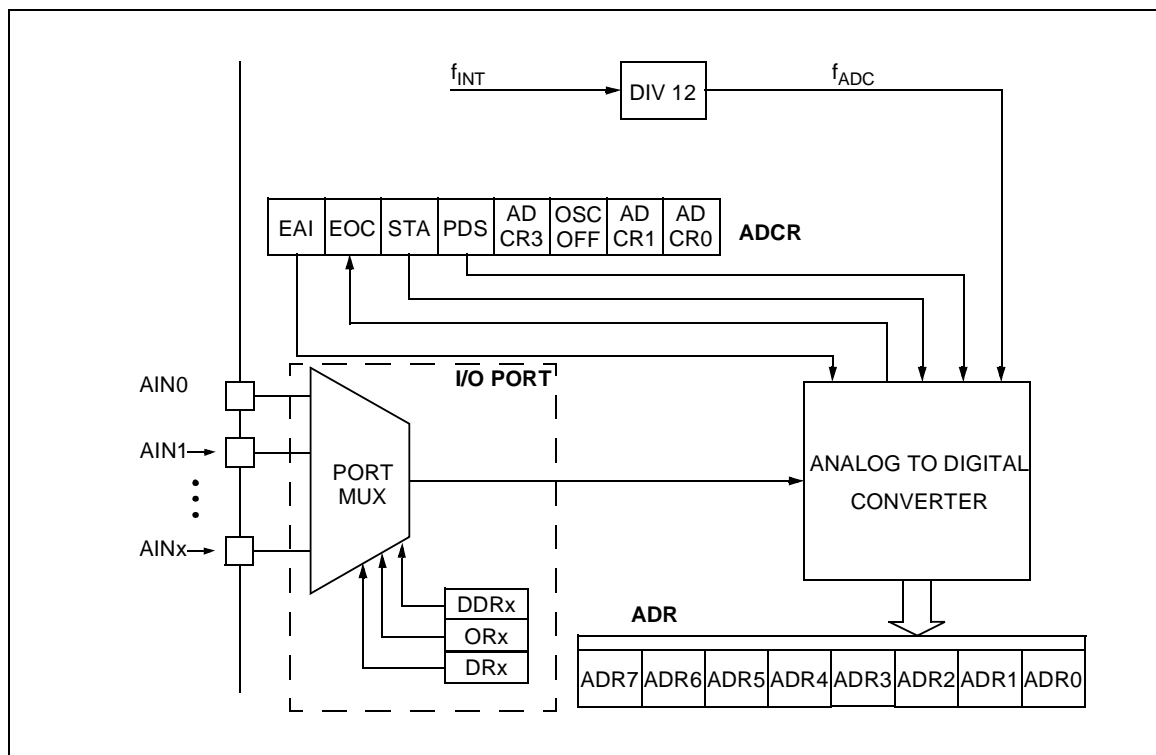 fINT
DIV 12
fADC
EAI
EOC
STA
PDS
AD
CR3
OSC
OFF
AD
CR1
AD
CR0
ADCR
I/O PORT
AIN0
AIN1
AINx
PORT
MUX
ANALOG TO DIGITAL
CONVERTER
DDRx
ORx
DRx
ADR
ADR7
ADR6
ADR5
ADR4
ADR3
ADR2
ADR1
ADR0